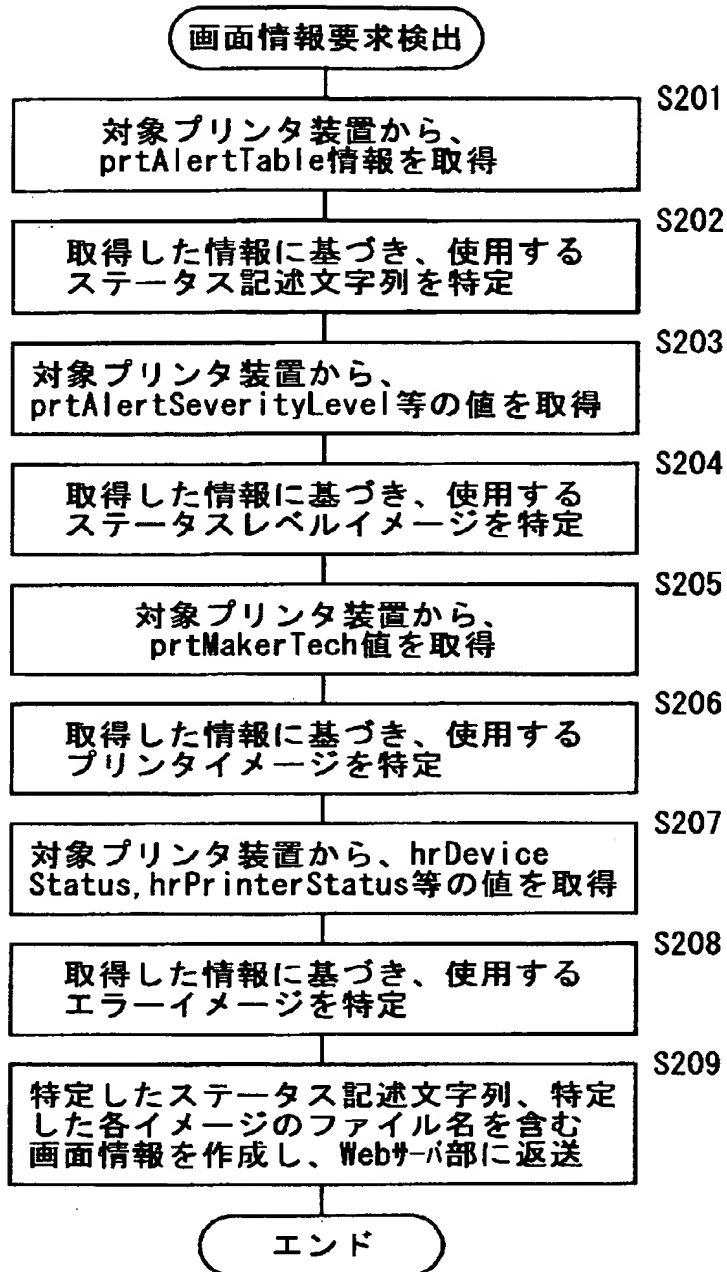 画面情報要求検出
S201
対象プリンタ装置から、
prtAlertTable情報を取得
S202
取得した情報に基づき、使用する
ステータス記述文字列を特定
S203
対象プリンタ装置から、
prtAlertSeverityLevel等の値を取得
S204
取得した情報に基づき、使用する
ステータスレベルイメージを特定
S205
対象プリンタ装置から、
prtMakerTech値を取得
S206
取得した情報に基づき、使用する
プリンタイメージを特定
S207
対象プリンタ装置から、hrDevice
Status,hrPrinterStatus等の値を取得
S208
取得した情報に基づき、使用する
エラーイメージを特定
S209
特定したステータス記述文字列、特定
した各イメージのファイル名を含む
画面情報を作成し、Webサーバ部に返送
エンド